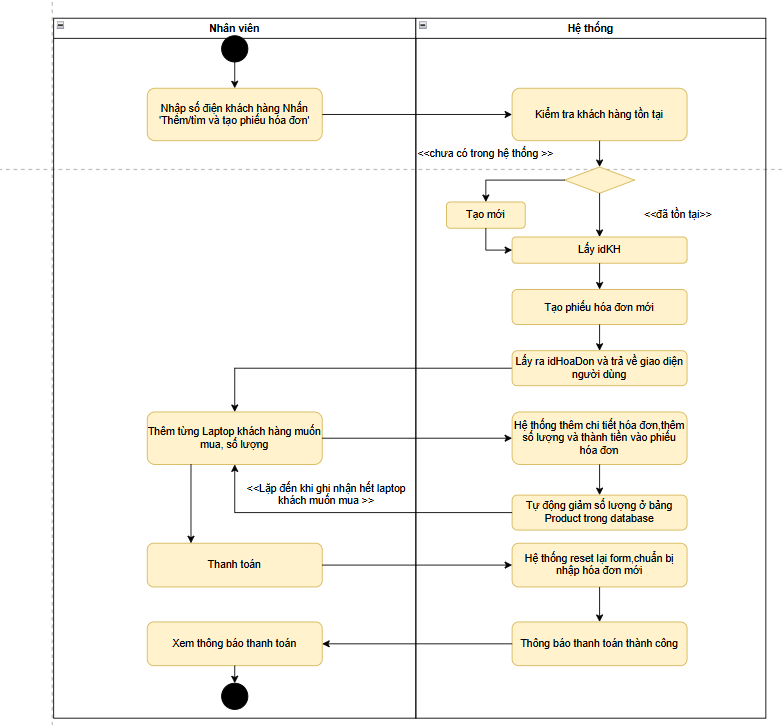 Nhân viên
Hệ thống
Nhập số điện khách hàng Nhấn
'Thêm/tìm và tạo phiếu hóa đơn'
Kiểm tra khách hàng tồn tại
<<chưa có trong hệ thống >>
Tạo mới
<<đã tồn tại>>
Lấy idKH
Tạo phiếu hóa đơn mới
Lấy ra idHoaDon và trả về giao diện
người dùng
Thêm từng Laptop khách hàng muốn
mua, số lượng
Hệ thống thêm chi tiết hóa đơn,thêm
số lượng và thành tiền vào phiếu
hóa đơn
<<Lặp đến khi ghi nhận hết laptop
khách muốn mua >>
Tự động giảm số lượng ở bảng
Product trong database
Thanh toán
Hệ thống reset lại form,chuẩn bị
nhập hóa đơn mới
Xem thông báo thanh toán
Thông báo thanh toán thành công